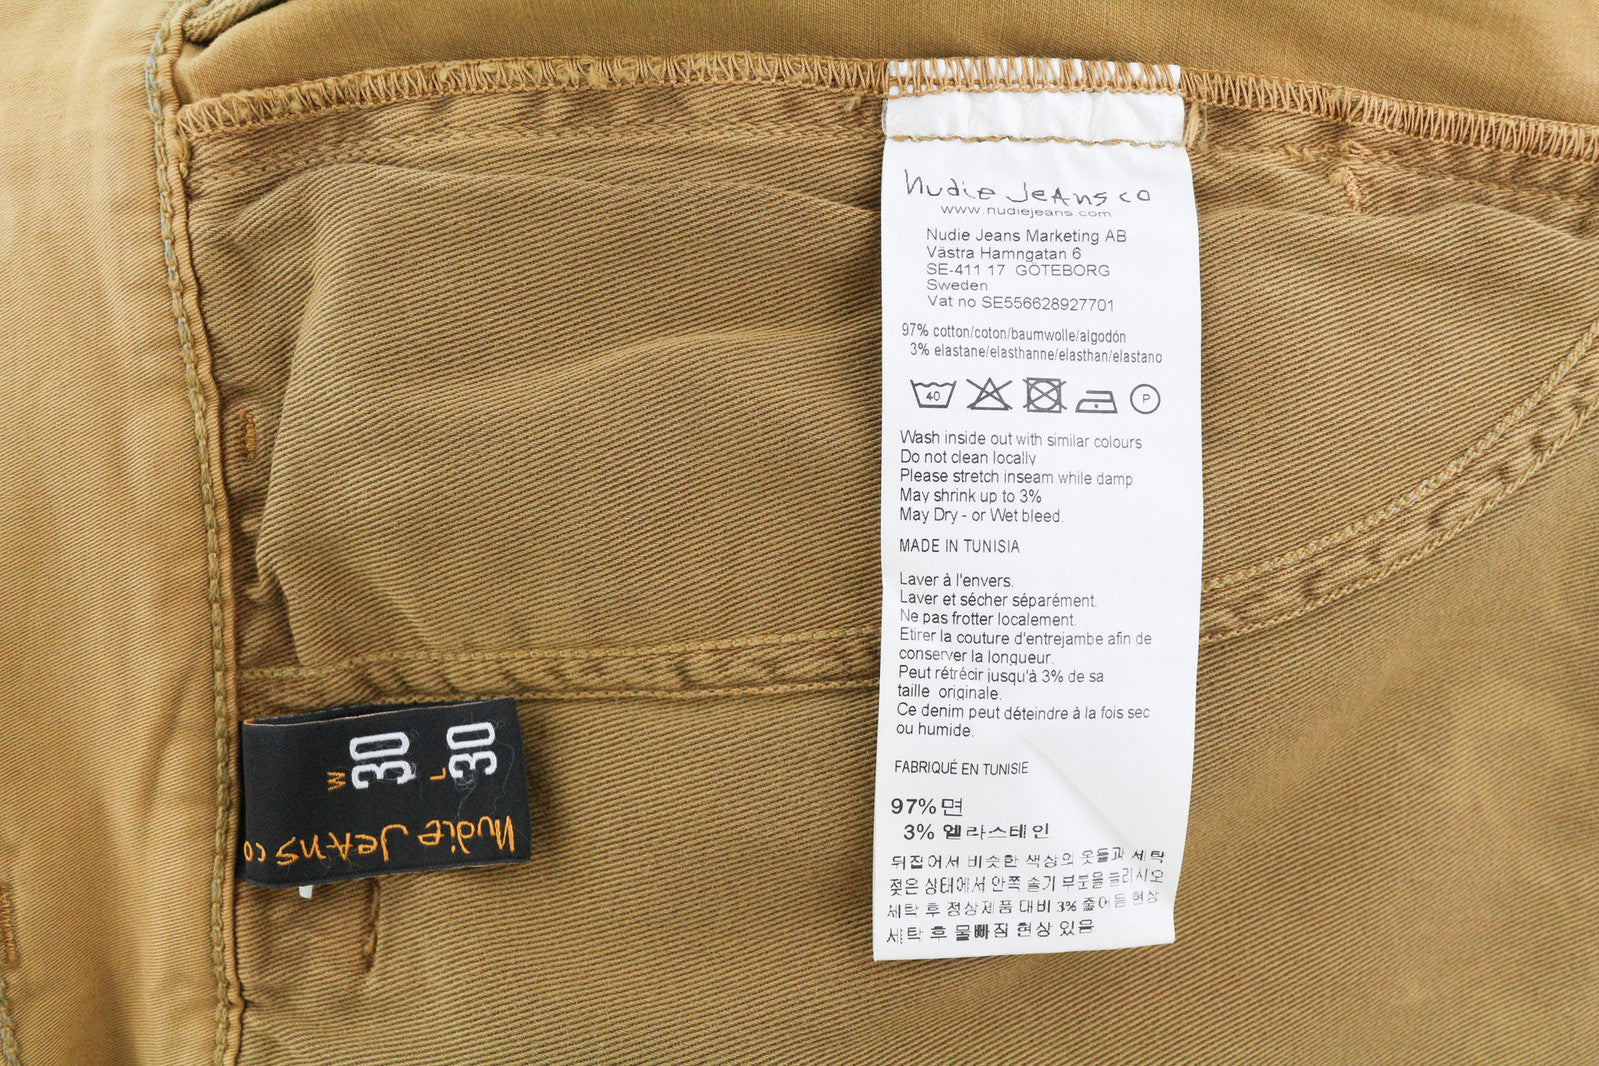 nudie jeans co
www.nudiejeans.com
Nudie Jeans Marketing AB
Västra Hamngatan 6
SE-411 17 GÖTEBORG
Sweden
Vat no SE556628927701
97% cotton/coton/baumwolle/algodón
3% elastane/elasthanne/elasthan/elastano
40 P
Wash inside out with similar colours
Do not clean locally
Please stretch inseam while damp
May shrink up to 3%
May Dry - or Wet bleed.
MADE IN TUNISIA
Laver à l'envers.
Laver et sécher séparément.
Ne pas frotter localement.
Etirer la couture d'entrejambe afin de
conserver la longueur.
Peut rétrécir jusqu'à 3% de sa
taille originale.
Ce denim peut déteindre à la fois sec
ou humide.
FABRIQUÉ EN TUNISIE
97% 면
3% 엘라스테인
뒤집어서 비슷한 색상의 옷들과 세탁
젖은 상태에서 안쪽 솔기 부분을 늘리시오
세탁 후 정상제품 대비 3% 줄어듬 현상
세탁 후 물빠짐 현상 있음
W 30
L 30
nudie jeans co